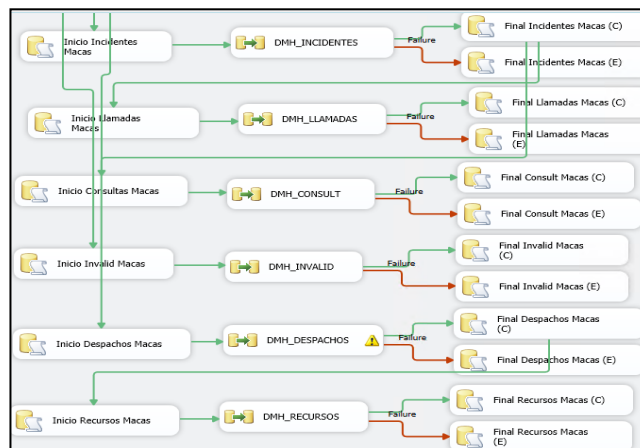 Inicio Incidentes
Macas
DMH_INCIDENTES
Failure
Final Incidentes Macas (C)
Final Incidentes Macas (E)
Inicio Llamadas
Macas
DMH_LLAMADAS
Failure
Final Llamadas Macas (C)
Final Llamadas Macas
(E)
Inicio Consultas Macas
DMH_CONSULT
Failure
Final Consult Macas (C)
Final Consult Macas (E)
Inicio Invalid Macas
DMH_INVALID
Failure
Final Invalid Macas
(C)
Final Invalid Macas (E)
Inicio Despachos Macas
DMH_DESPACHOS
Failure
Final Despachos Macas
(C)
Final Despachos Macas (E)
Inicio Recursos Macas
DMH_RECURSOS
Failure
Final Recursos Macas (C)
Final Recursos Macas
(E)